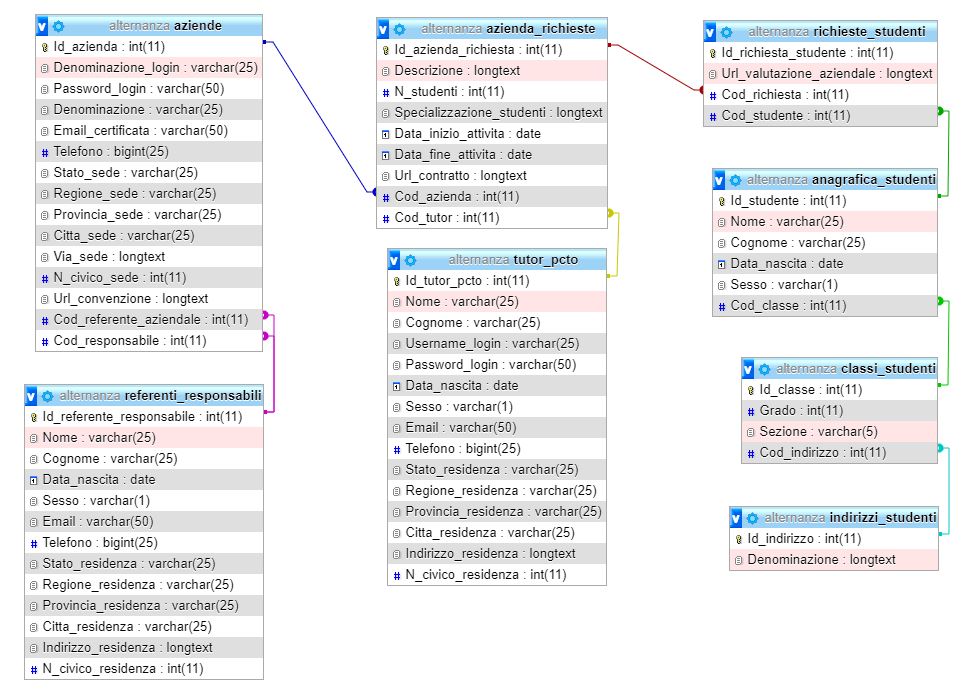 alternanza aziende
Id_azienda : int(11)
Denominazione_login : varchar(25)
Password_login : varchar(50)
Denominazione : varchar(25)
Email_certificata : varchar(50)
Telefono : bigint(25)
Stato_sede : varchar(25)
Regione_sede : varchar(25)
Provincia_sede : varchar(25)
Citta_sede : varchar(25)
Via_sede : longtext
N_civico_sede : int(11)
Url_convenzione : longtext
Cod_referente_aziendale : int(11)
Cod_responsabile : int(11)
alternanza referenti_responsabili
Id_referente_responsabile : int(11)
Nome : varchar(25)
Cognome : varchar(25)
Data_nascita : date
Sesso : varchar(1)
Email : varchar(50)
Telefono : bigint(25)
Stato_residenza : varchar(25)
Regione_residenza : varchar(25)
Provincia_residenza : varchar(25)
Citta_residenza : varchar(25)
Indirizzo_residenza : longtext
N_civico_residenza : int(11)
alternanza azienda_richieste
Id_azienda_richiesta : int(11)
Descrizione : longtext
N_studenti : int(11)
Specializzazione_studenti : longtext
Data_inizio_attivita : date
Data_fine_attivita : date
Url_contratto : longtext
Cod_azienda : int(11)
Cod_tutor : int(11)
alternanza tutor_pcto
Id_tutor_pcto : int(11)
Nome : varchar(25)
Cognome : varchar(25)
Username_login : varchar(25)
Password_login : varchar(50)
Data_nascita : date
Sesso : varchar(1)
Email : varchar(50)
Telefono : bigint(25)
Stato_residenza : varchar(25)
Regione_residenza : varchar(25)
Provincia_residenza : varchar(25)
Citta_residenza : varchar(25)
Indirizzo_residenza : longtext
N_civico_residenza : int(11)
alternanza richieste_studenti
Id_richiesta_studente : int(11)
Url_valutazione_aziendale : longtext
Cod_richiesta : int(11)
Cod_studente : int(11)
alternanza anagrafica_studenti
Id_studente : int(11)
Nome : varchar(25)
Cognome : varchar(25)
Data_nascita : date
Sesso : varchar(1)
Cod_classe : int(11)
alternanza classi_studenti
Id_classe : int(11)
Grado : int(11)
Sezione : varchar(5)
Cod_indirizzo : int(11)
alternanza indirizzi_studenti
Id_indirizzo : int(11)
Denominazione : longtext